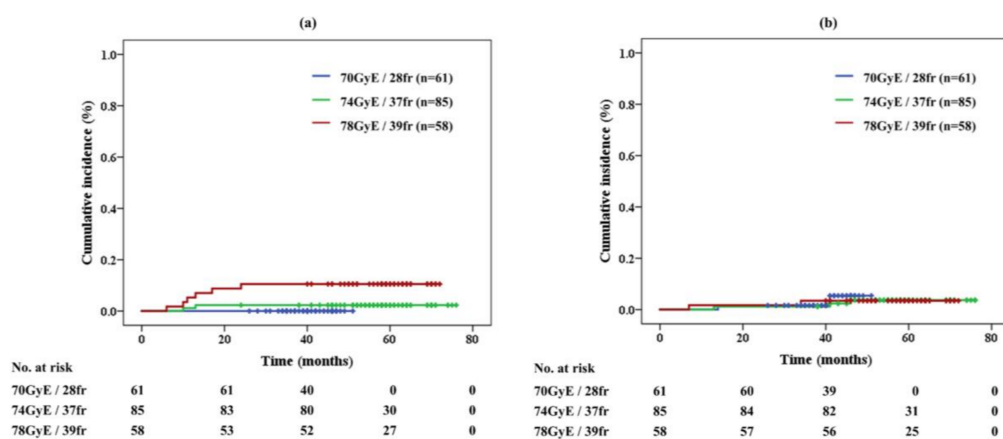 (a)
1.0
0.8
0.6
0.4
0.2
0.0
Cumulative incidence (%)
70GyE / 28fr (n=61)
74GyE / 37fr (n=85)
78GyE / 39fr (n=58)
0 20 40 60 80
Time (months)
No. at risk
70GyE / 28fr 61 61 40 0 0
74GyE / 37fr 85 83 80 30 0
78GyE / 39fr 58 53 52 27 0
(b)
1.0
0.8
0.6
0.4
0.2
0.0
Cumulative insidence (%)
70GyE / 28fr (n=61)
74GyE / 37fr (n=85)
78GyE / 39fr (n=58)
0 20 40 60 80
Time (months)
No. at risk
70GyE / 28fr 61 60 39 0 0
74GyE / 37fr 85 84 82 31 0
78GyE / 39fr 58 57 56 25 0